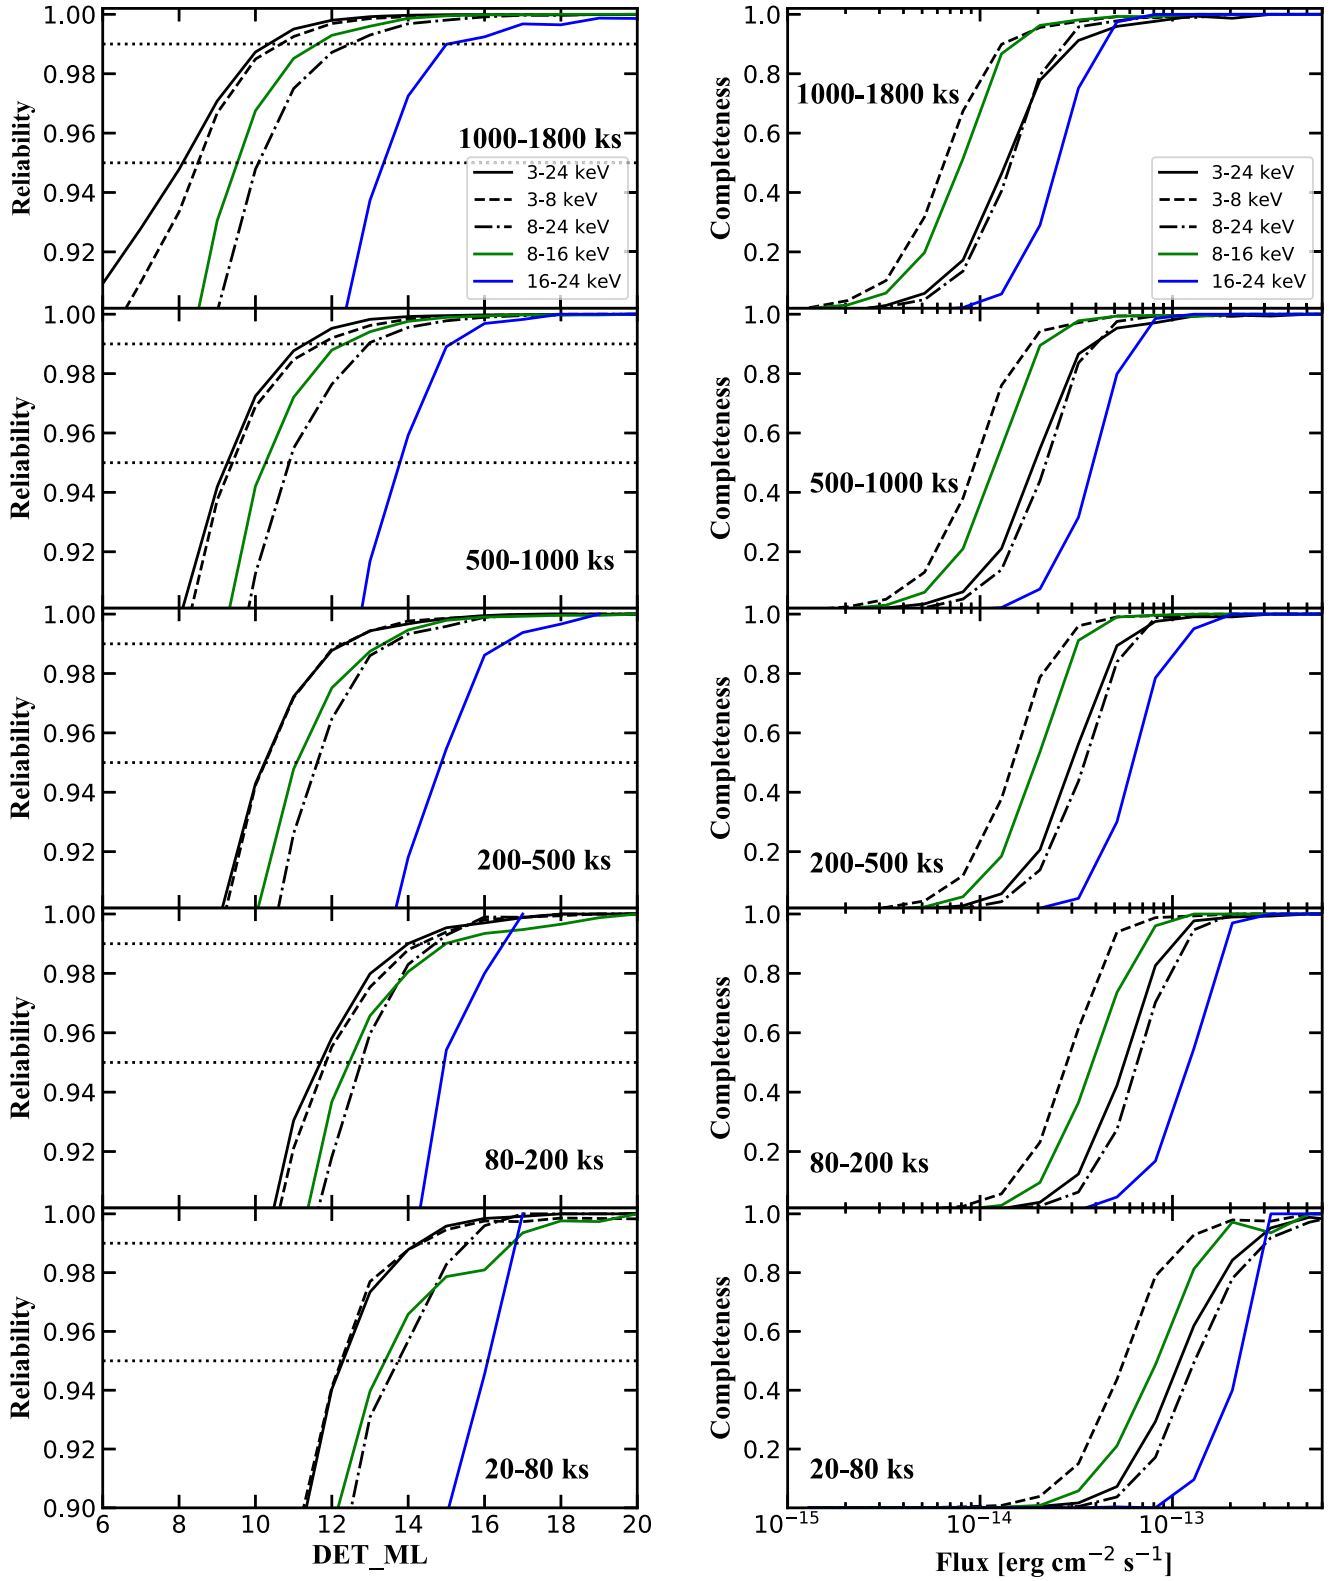 1.00
0.98
0.96
0.94
0.92
Reliability
1000-1800 ks
3-24 keV
3-8 keV
8-24 keV
8-16 keV
16-24 keV
1.0
0.8
0.6
0.4
0.2
Completeness
1000-1800 ks
3-24 keV
3-8 keV
8-24 keV
8-16 keV
16-24 keV
1.00
0.98
0.96
0.94
0.92
Reliability
500-1000 ks
1.0
0.8
0.6
0.4
0.2
Completeness
500-1000 ks
1.00
0.98
0.96
0.94
0.92
Reliability
200-500 ks
1.0
0.8
0.6
0.4
0.2
Completeness
200-500 ks
1.00
0.98
0.96
0.94
0.92
Reliability
80-200 ks
1.0
0.8
0.6
0.4
0.2
Completeness
80-200 ks
1.00
0.98
0.96
0.94
0.92
0.90
Reliability
20-80 ks
6 8 10 12 14 16 18 20
DET_ML
1.0
0.8
0.6
0.4
0.2
Completeness
20-80 ks
10⁻¹⁵ 10⁻¹⁴ 10⁻¹³
Flux [erg cm⁻² s⁻¹]